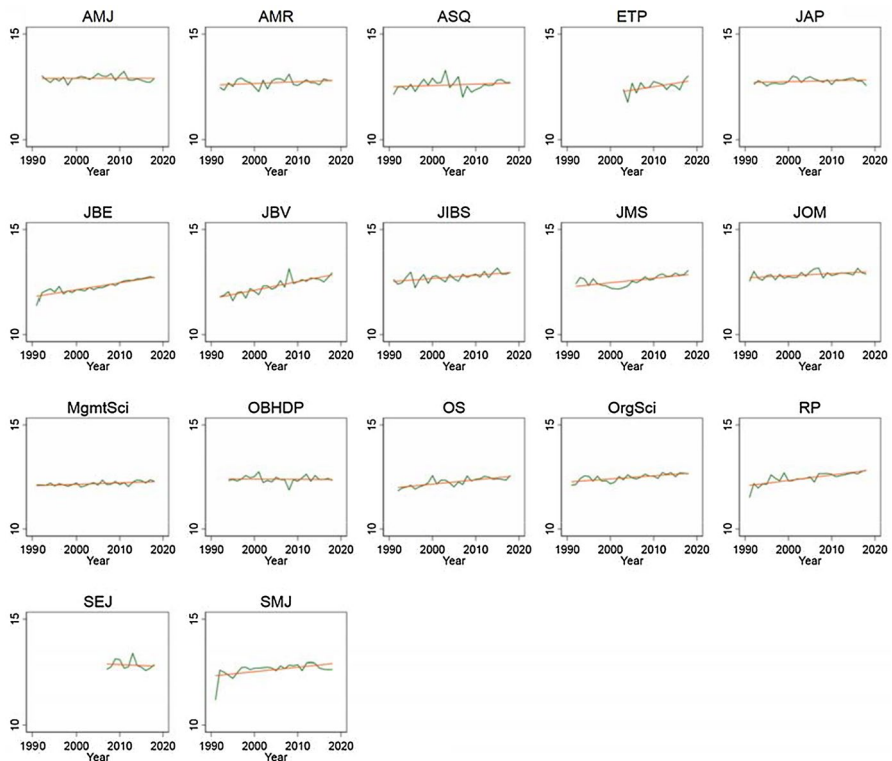 AMJ AMR ASQ ETP JAP
15 15 15 15 15
10 10 10 10 10
1990 2000 2010 2020 1990 2000 2010 2020 1990 2000 2010 2020 1990 2000 2010 2020 1990 2000 2010 2020
Year Year Year Year Year
JBE JBV JIBS JMS JOM
15 15 15 15 15
10 10 10 10 10
1990 2000 2010 2020 1990 2000 2010 2020 1990 2000 2010 2020 1990 2000 2010 2020 1990 2000 2010 2020
Year Year Year Year Year
MgmtSci OBHDP OS OrgSci RP
15 15 15 15 15
10 10 10 10 10
1990 2000 2010 2020 1990 2000 2010 2020 1990 2000 2010 2020 1990 2000 2010 2020 1990 2000 2010 2020
Year Year Year Year Year
SEJ SMJ
15 15
10 10
1990 2000 2010 2020 1990 2000 2010 2020
Year Year